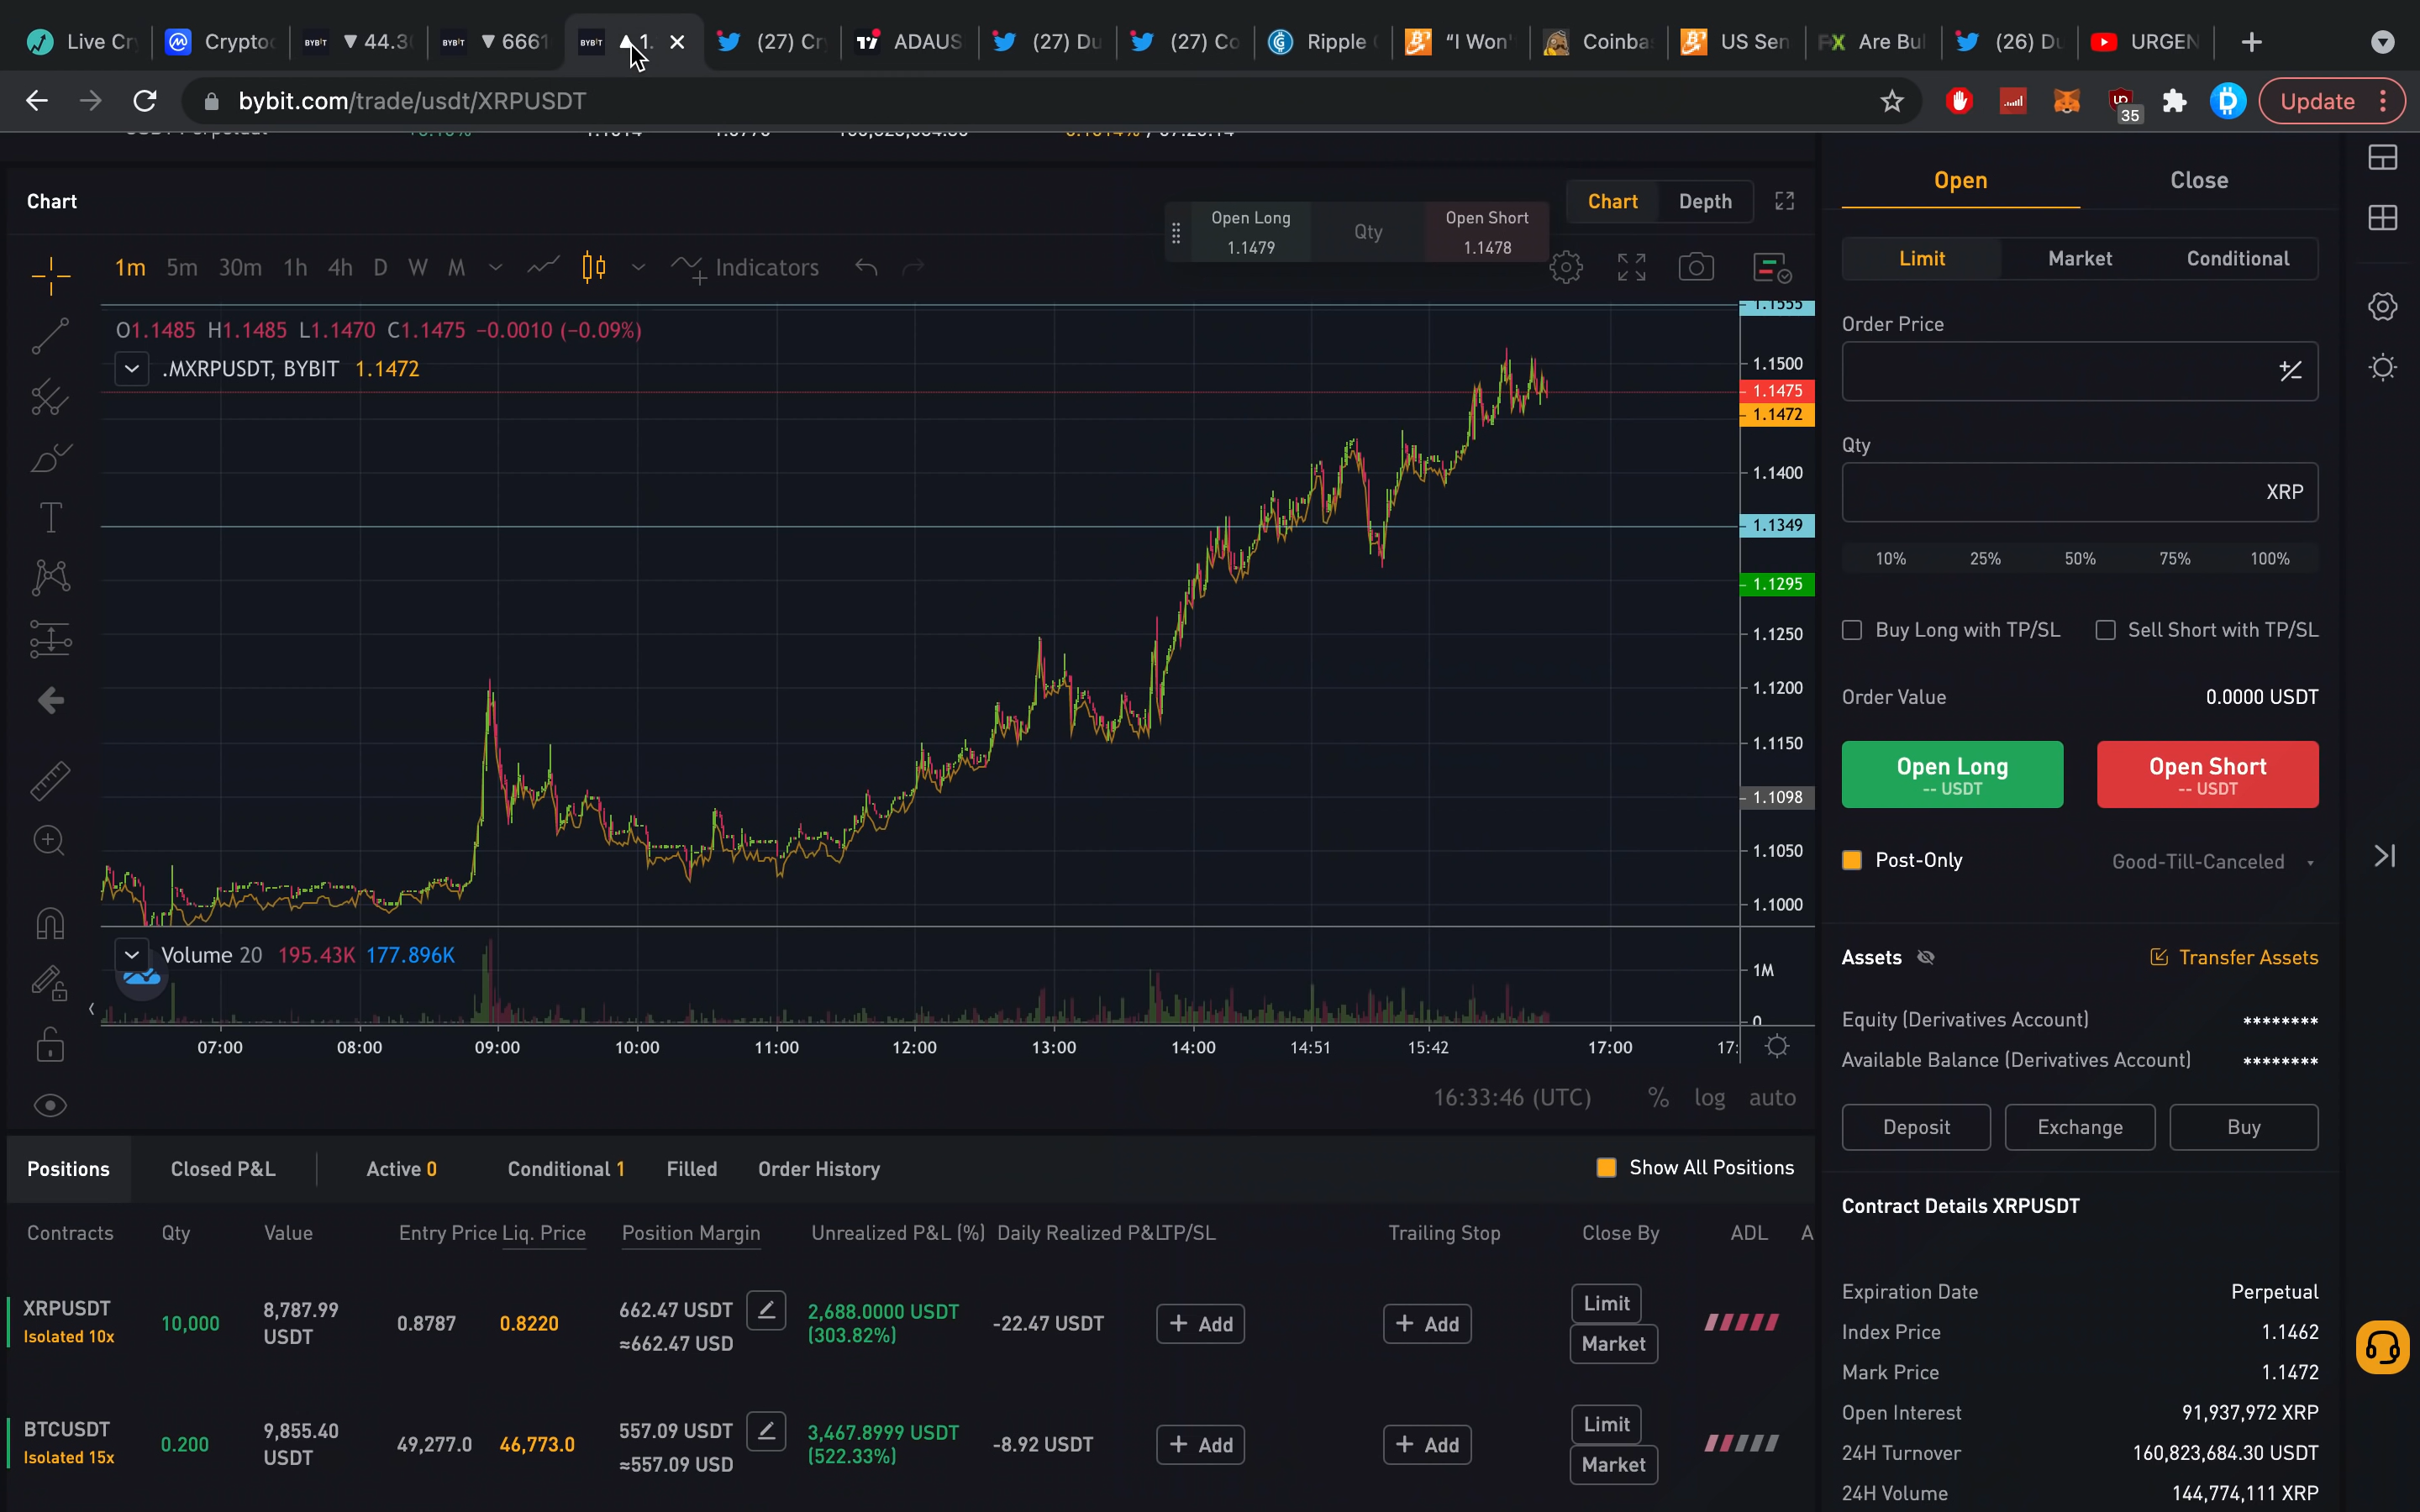 Live Cr
Crypto
BYBIT ▼ 44.3
BYBIT ▼ 6661
BYBIT ▲ 1.
(27) Cr
ADAUS
(27) Du
(27) Co
Ripple
“I Won'
Coinba
US Sen
Are Bul
(26) Du
URGEN
bybit.com/trade/usdt/XRPUSDT
35
Update
Chart
Open Long
1.1479
Qty
Open Short
1.1478
Chart Depth
1m 5m 30m 1h 4h D W M
Indicators
O1.1485 H1.1485 L1.1470 C1.1475 −0.0010 (−0.09%)
.MXRPUSDT, BYBIT 1.1472
1.1555
1.1500
1.1475
1.1472
1.1400
1.1349
1.1295
1.1250
1.1200
1.1150
1.1098
1.1050
1.1000
Volume 20 195.43K 177.896K
1M
0
07:00 08:00 09:00 10:00 11:00 12:00 13:00 14:00 14:51 15:42 17:00 17:
16:33:46 (UTC) % log auto
Positions Closed P&L Active 0 Conditional 1 Filled Order History Show All Positions
Contracts Qty Value Entry Price Liq. Price Position Margin Unrealized P&L (%) Daily Realized P&L TP/SL Trailing Stop Close By ADL A
XRPUSDT
Isolated 10x
10,000
8,787.99
USDT
0.8787
0.8220
662.47 USDT
≈662.47 USD
2,688.0000 USDT
(303.82%)
-22.47 USDT
+ Add
+ Add
Limit
Market
BTCUSDT
Isolated 15x
0.200
9,855.40
USDT
49,277.0
46,773.0
557.09 USDT
≈557.09 USD
3,467.8999 USDT
(522.33%)
-8.92 USDT
+ Add
+ Add
Limit
Market
Open Close
Limit Market Conditional
Order Price
Qty
XRP
10% 25% 50% 75% 100%
Buy Long with TP/SL Sell Short with TP/SL
Order Value 0.0000 USDT
Open Long
-- USDT
Open Short
-- USDT
Post-Only Good-Till-Canceled
Assets Transfer Assets
Equity (Derivatives Account) ********
Available Balance (Derivatives Account) ********
Deposit Exchange Buy
Contract Details XRPUSDT
Expiration Date Perpetual
Index Price 1.1462
Mark Price 1.1472
Open Interest 91,937,972 XRP
24H Turnover 160,823,684.30 USDT
24H Volume 144,774,111 XRP